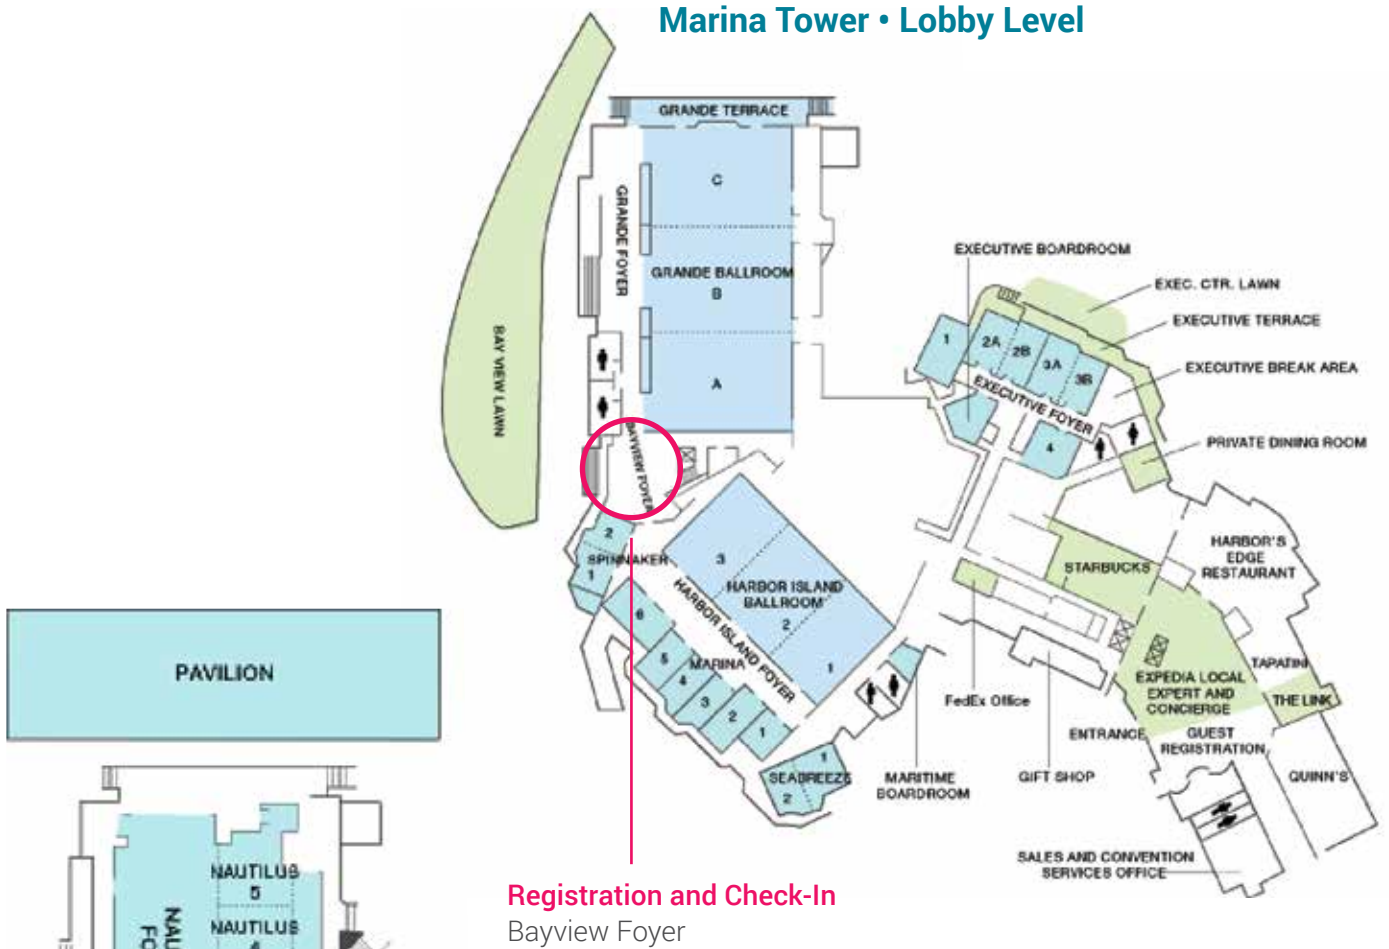 Marina Tower • Lobby Level
GRANDE TERRACE
C
GRANDE FOYER
GRANDE BALLROOM
B
A
BAY VIEW LAWN
BAYVIEW FOYER
EXECUTIVE BOARDROOM
EXEC. CTR. LAWN
EXECUTIVE TERRACE
EXECUTIVE BREAK AREA
PRIVATE DINING ROOM
1
2A
2B
3A
3B
EXECUTIVE FOYER
4
2
SPINNAKER
1
3
HARBOR ISLAND
BALLROOM
2
1
HARBOR ISLAND FOYER
6
5
MARINA
4
3
2
1
SEABREEZE
1
2
MARITIME
BOARDROOM
STARBUCKS
HARBOR'S
EDGE
RESTAURANT
FedEx Office
GIFT SHOP
EXPEDIA LOCAL
EXPERT AND
CONCIERGE
TAPATINI
THE LINK
ENTRANCE
GUEST
REGISTRATION
QUINN'S
SALES AND CONVENTION
SERVICES OFFICE
PAVILION
NAUTILUS
5
NAUTILUS
Registration and Check-In
Bayview Foyer